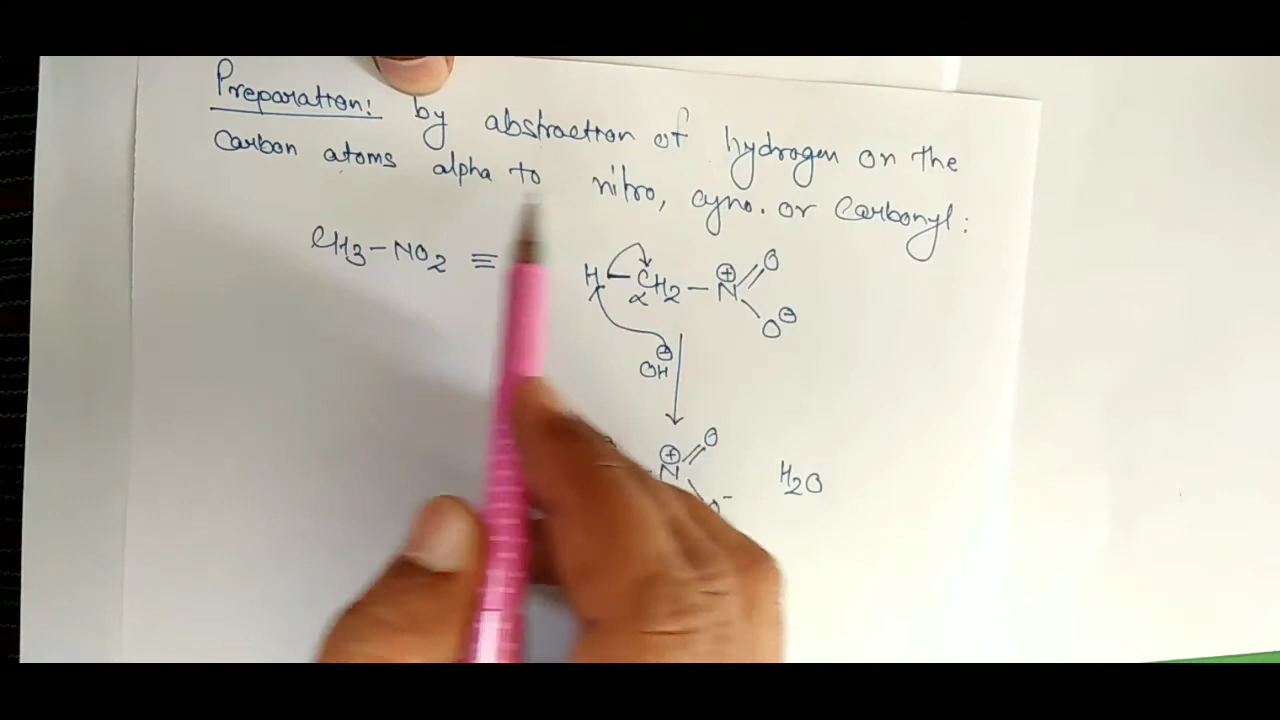 Preparation: by abstraction of hydrogen on the
Carbon atoms alpha to nitro, cyno. or Carbonyl:
CH3-NO2 ≡ H-CH2-N⊕=O
α
O⊖
⊖
OH
N⊕=O
O-
H2O